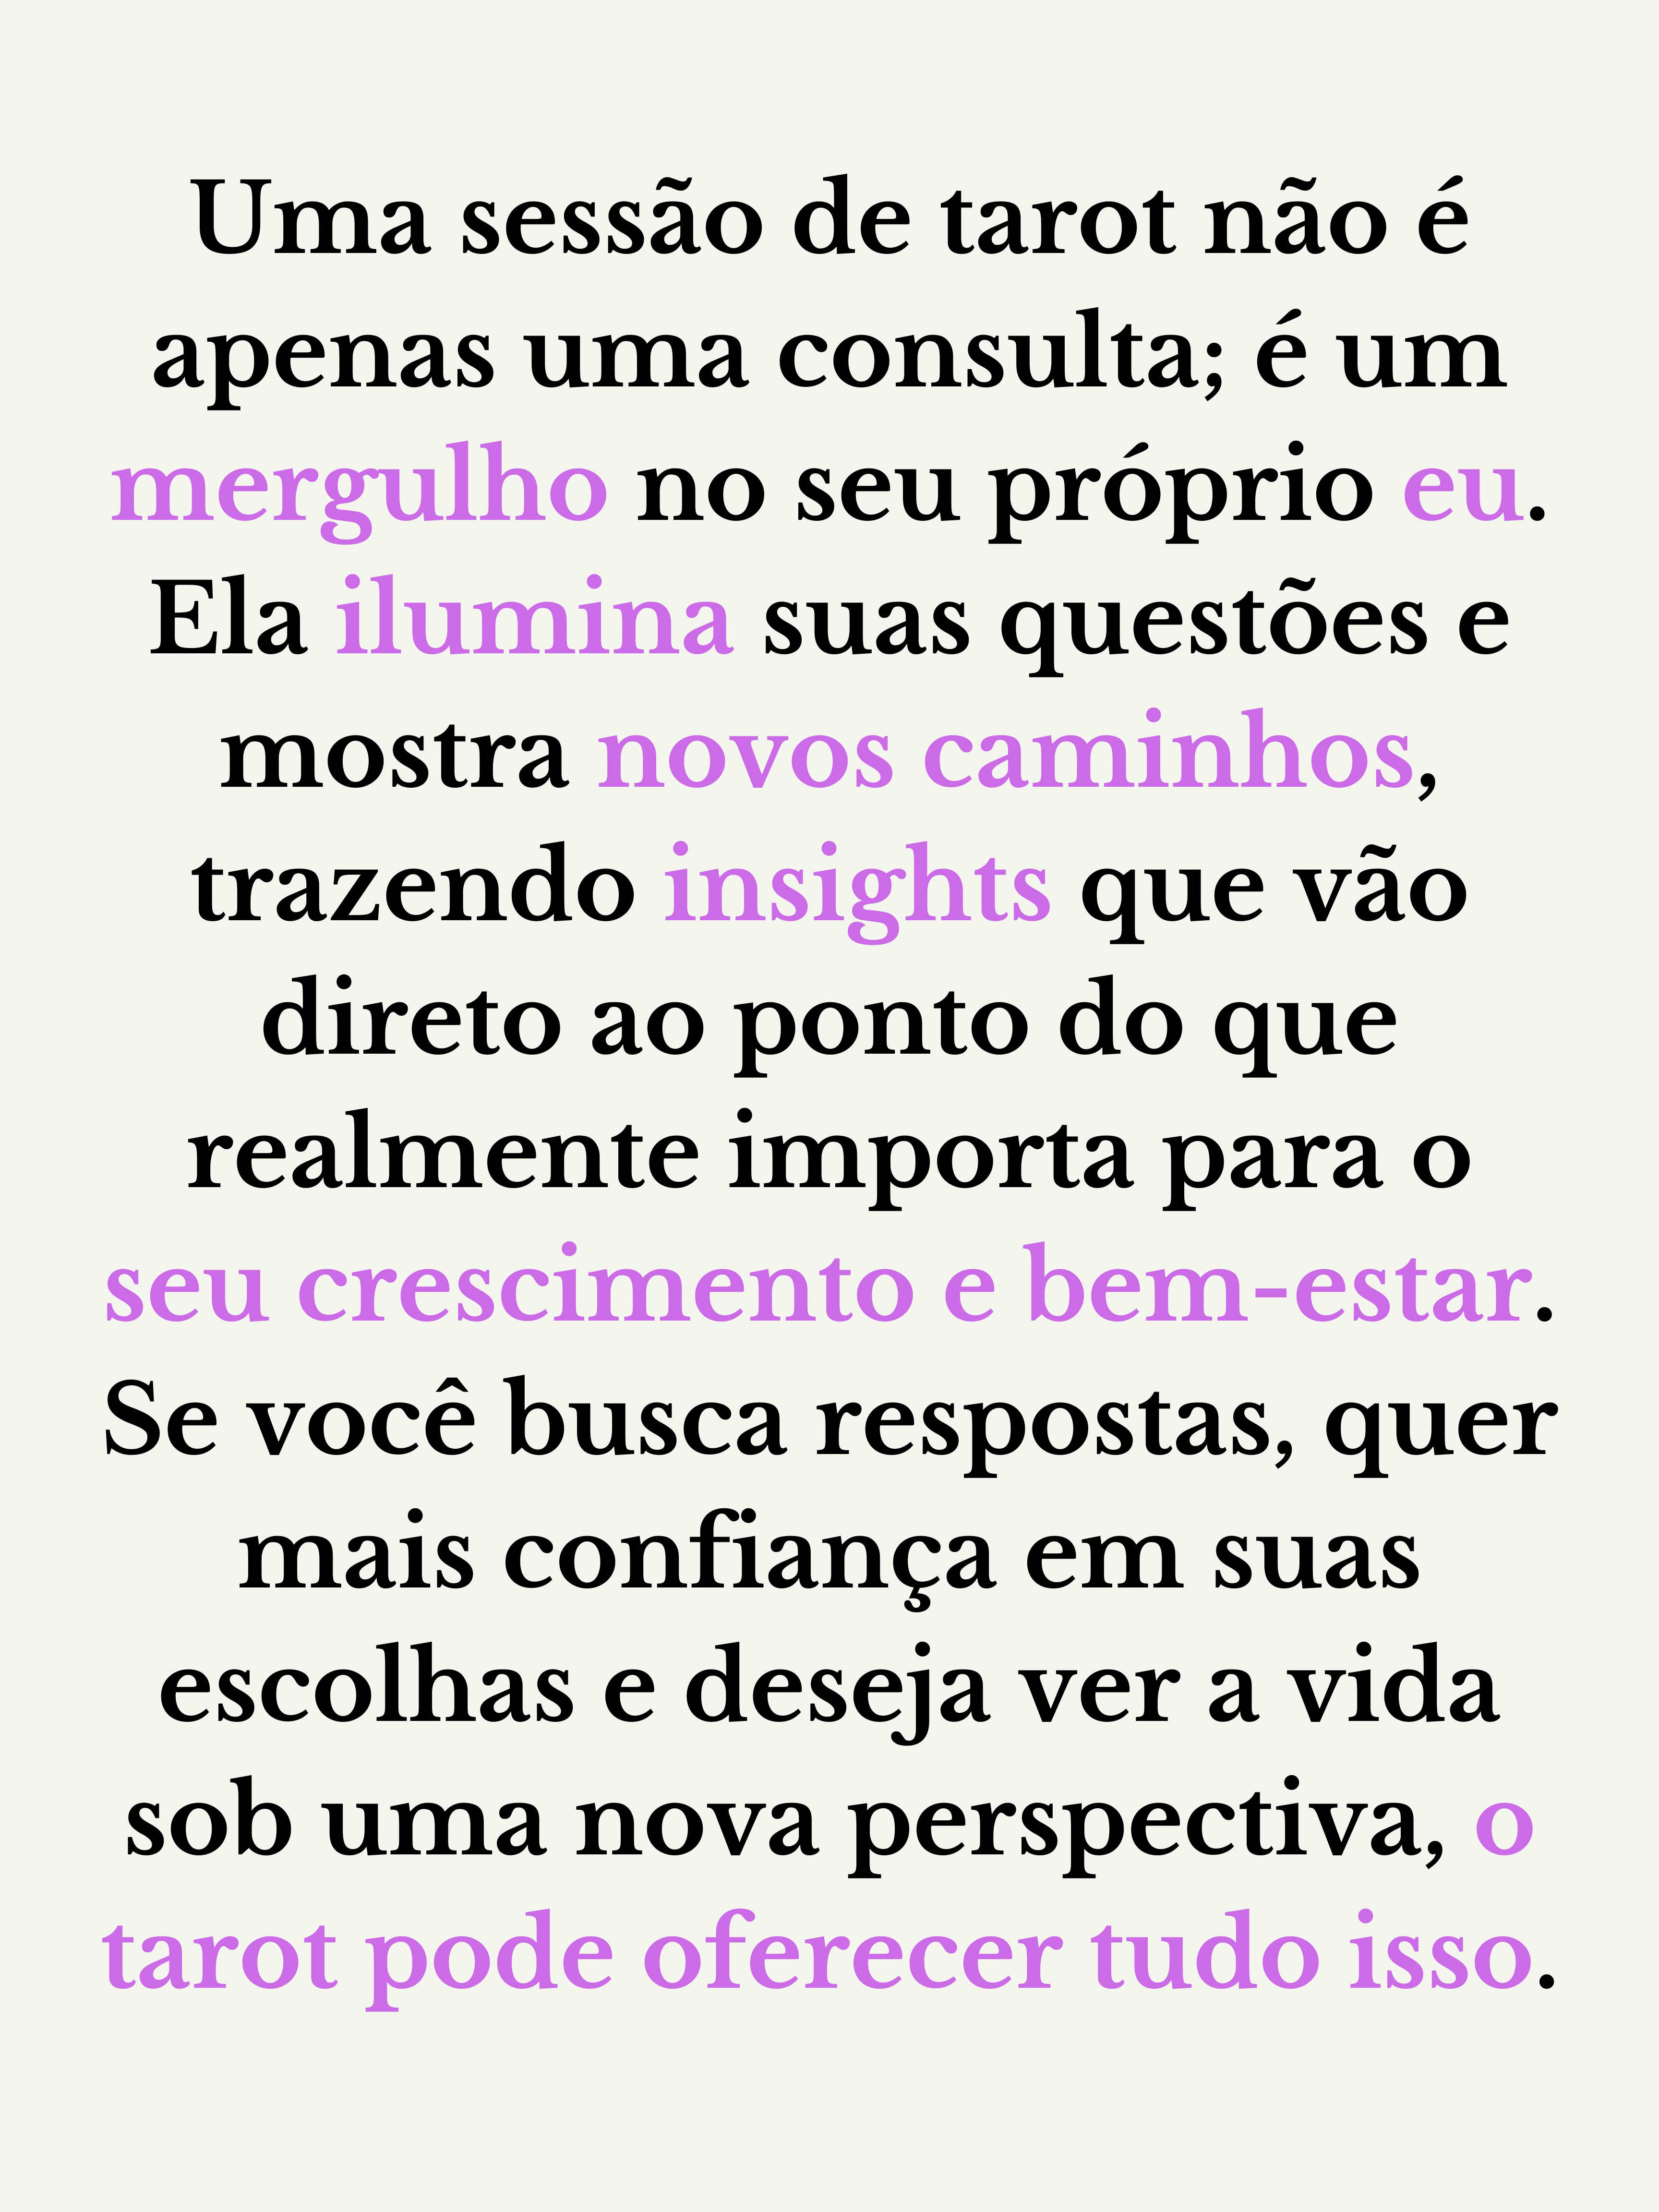 Uma sessão de tarot não é
apenas uma consulta; é um
mergulho no seu próprio eu.
Ela ilumina suas questões e
mostra novos caminhos,
trazendo insights que vão
direto ao ponto do que
realmente importa para o
seu crescimento e bem-estar.
Se você busca respostas, quer
mais confiança em suas
escolhas e deseja ver a vida
sob uma nova perspectiva, o
tarot pode oferecer tudo isso.